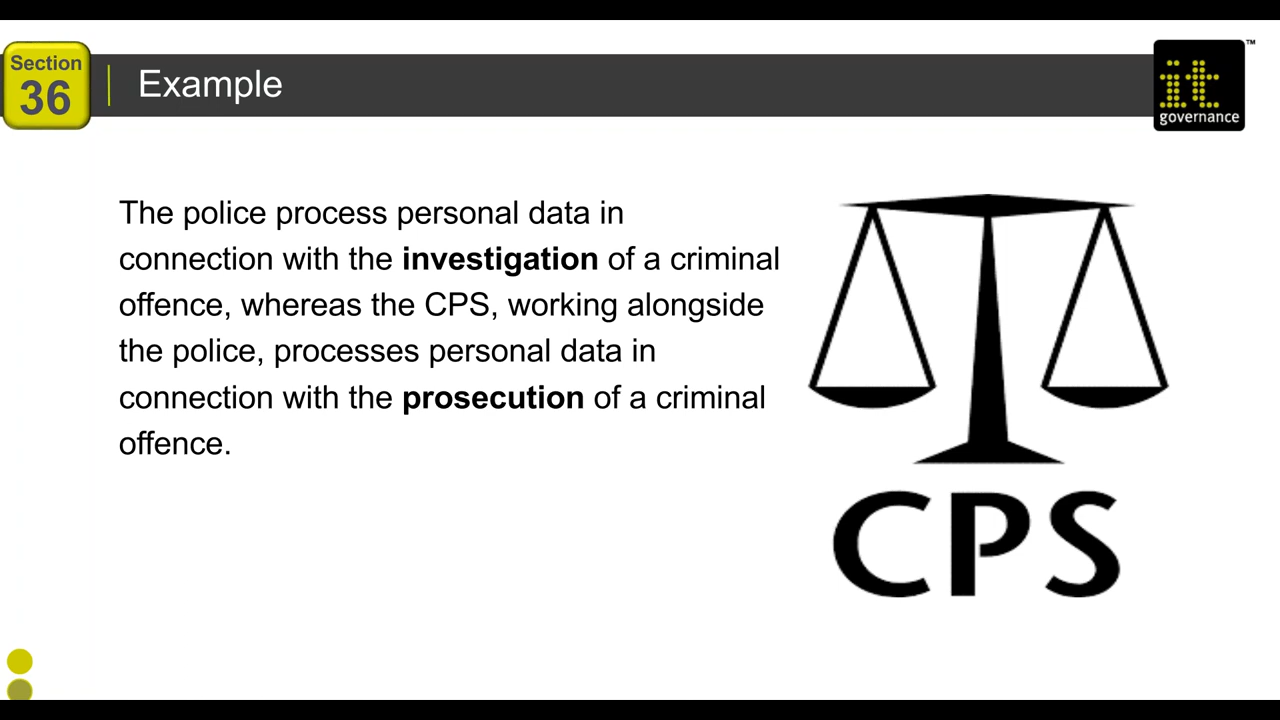 Section
36
Example
it
governance
™
The police process personal data in
connection with the investigation of a criminal
offence, whereas the CPS, working alongside
the police, processes personal data in
connection with the prosecution of a criminal
offence.
CPS